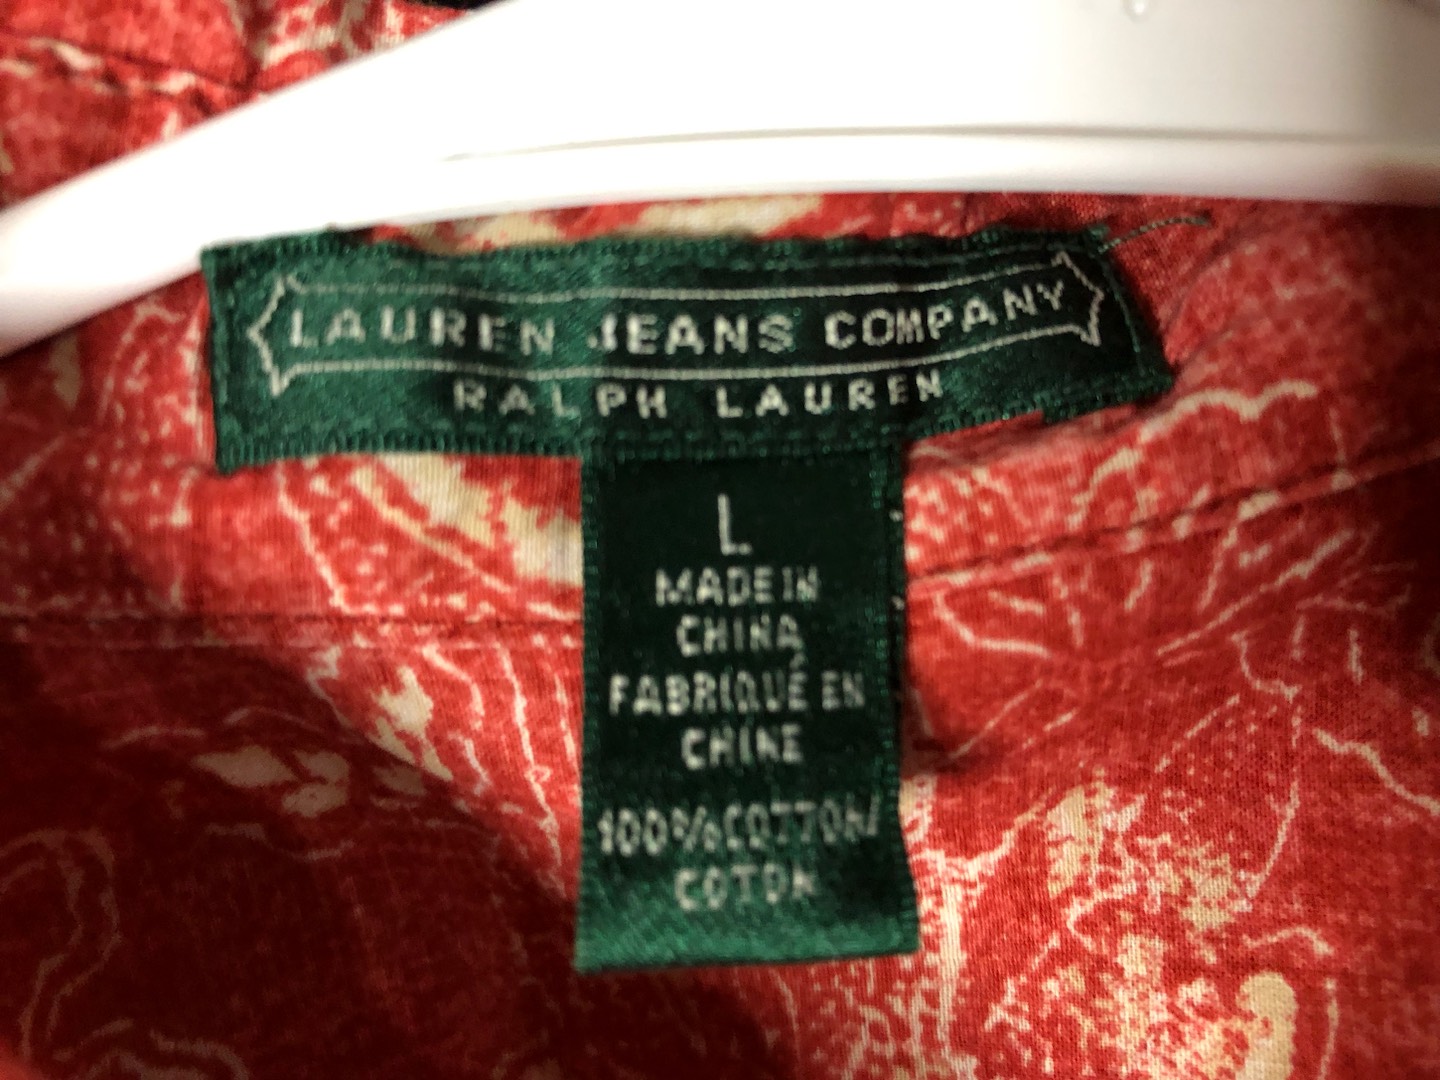 LAUREN JEANS COMPANY
RALPH LAUREN
L
MADE IN
CHINA
FABRIQUÉ EN
CHINE
100% COTTON/
COTON